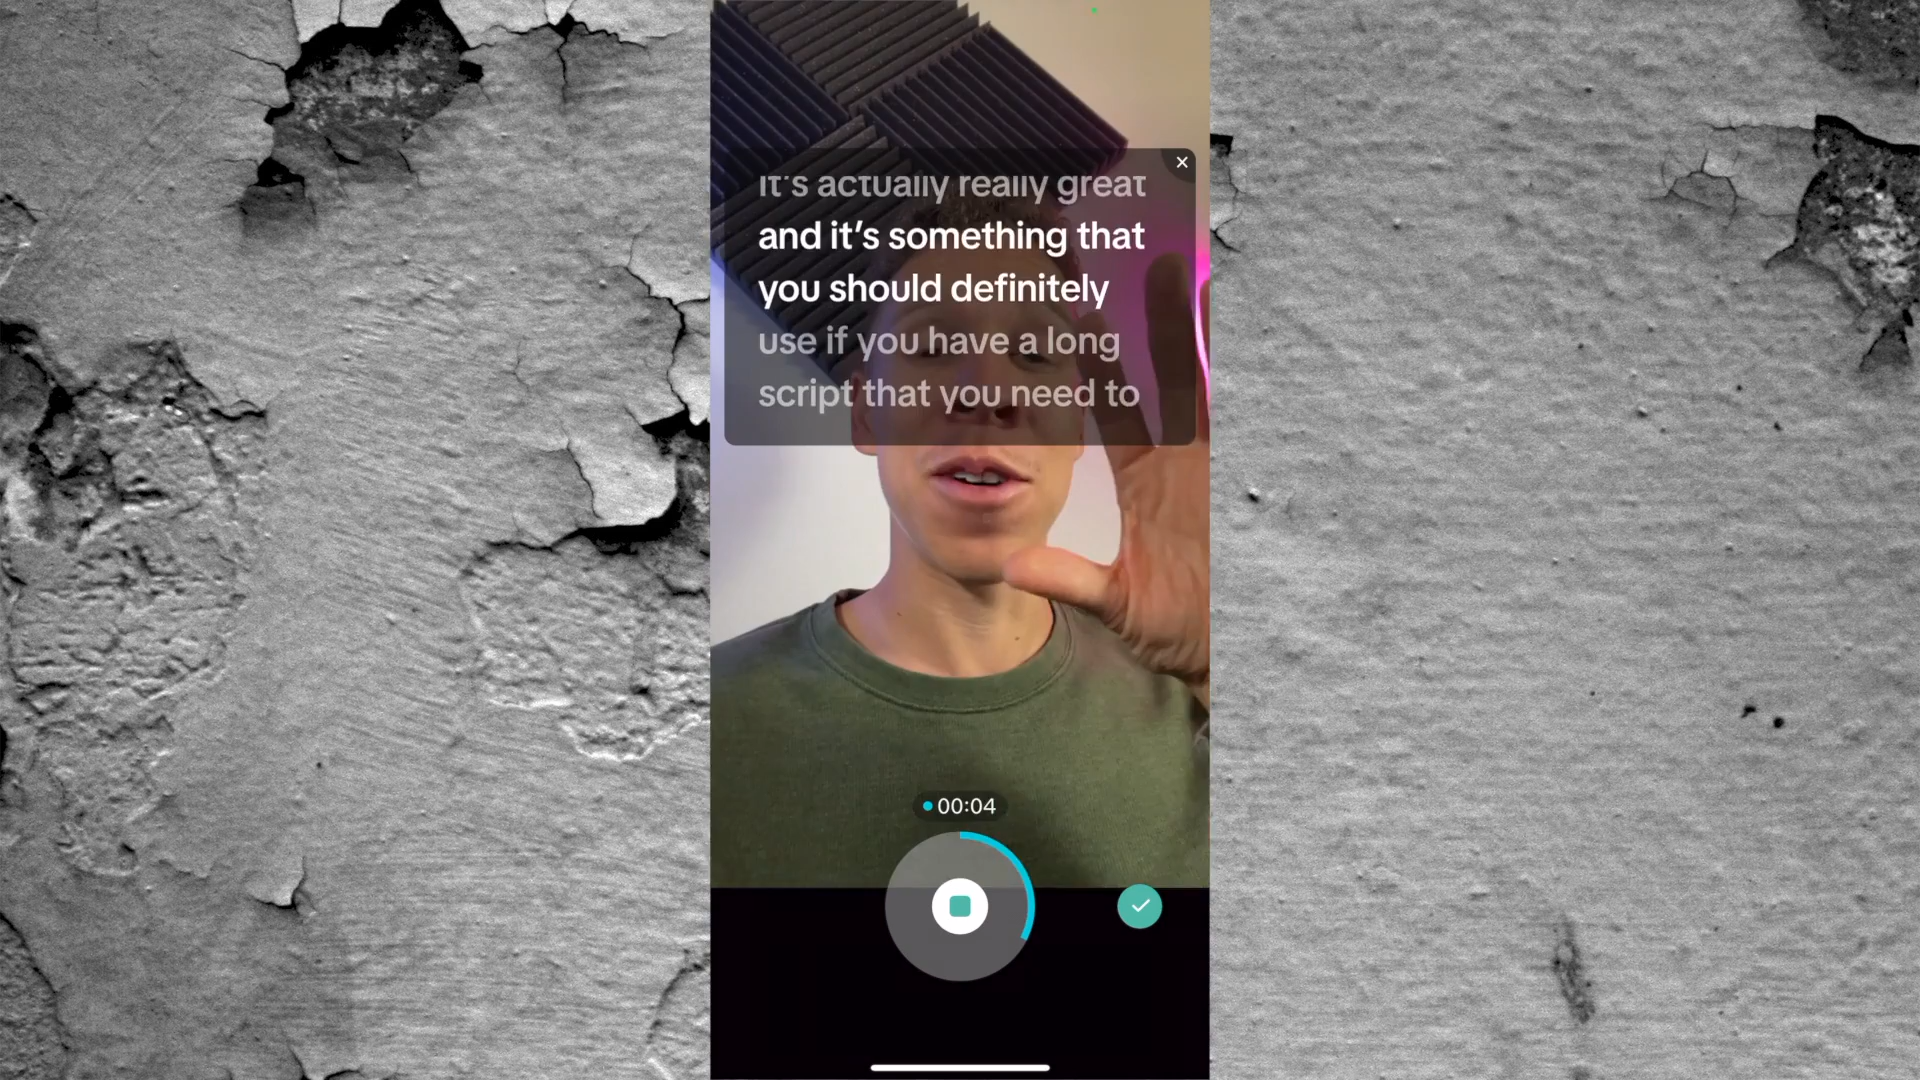 It's actually really great
and it’s something that
you should definitely
use if you have a long
script that you need to
00:04